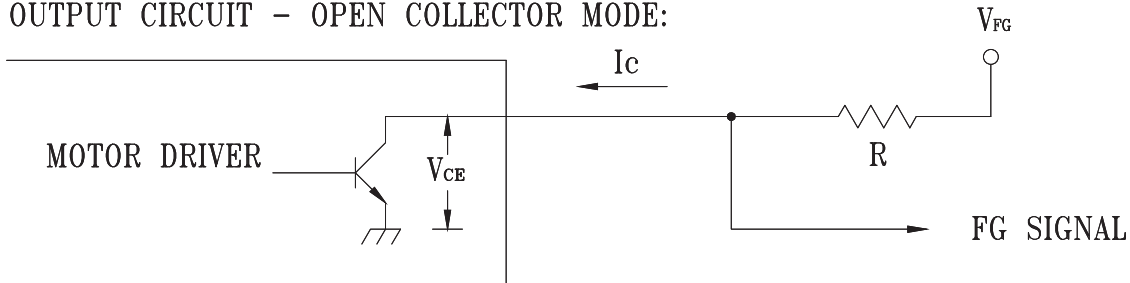 OUTPUT CIRCUIT - OPEN COLLECTOR MODE:
VFG
Ic
MOTOR DRIVER
VCE
R
FG SIGNAL